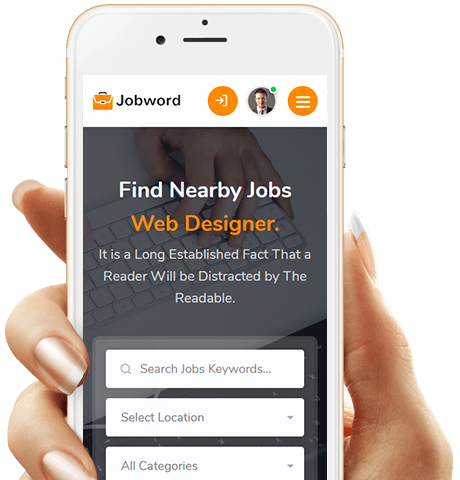 Jobword
Find Nearby Jobs
Web Designer.
It is a Long Established Fact That a
Reader Will be Distracted by The
Readable.
Search Jobs Keywords...
Select Location
All Categories